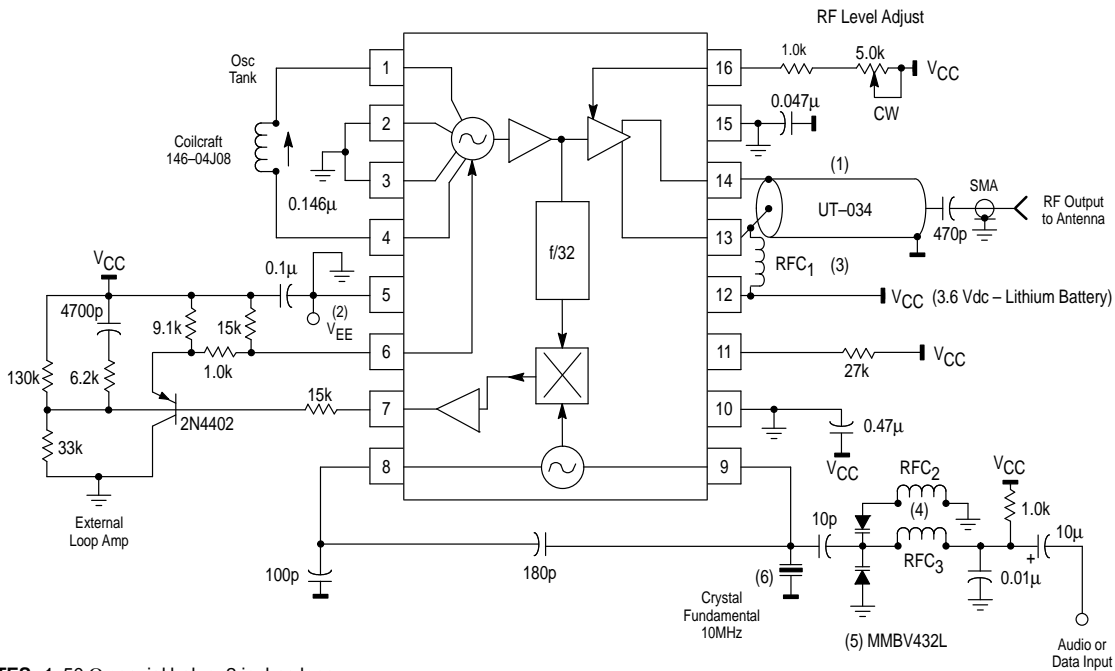 RF Level Adjust
Osc
Tank
1
16
1.0k
5.0k
VCC
CW
Coilcraft
146–04J08
2
15
0.047µ
3
0.146µ
14
(1)
UT–034
SMA
470p
RF Output
to Antenna
4
13
f/32
RFC1
(3)
VCC
0.1µ
5
(2)
VEE
12
VCC
(3.6 Vdc – Lithium Battery)
4700p
9.1k
15k
6
11
27k
VCC
130k
6.2k
1.0k
15k
7
10
2N4402
0.47µ
VCC
33k
8
9
External
Loop Amp
RFC2
(4)
VCC
1.0k
10p
10µ
+
RFC3
0.01µ
100p
180p
(6)
Crystal
Fundamental
10MHz
(5) MMBV432L
Audio or
Data Input